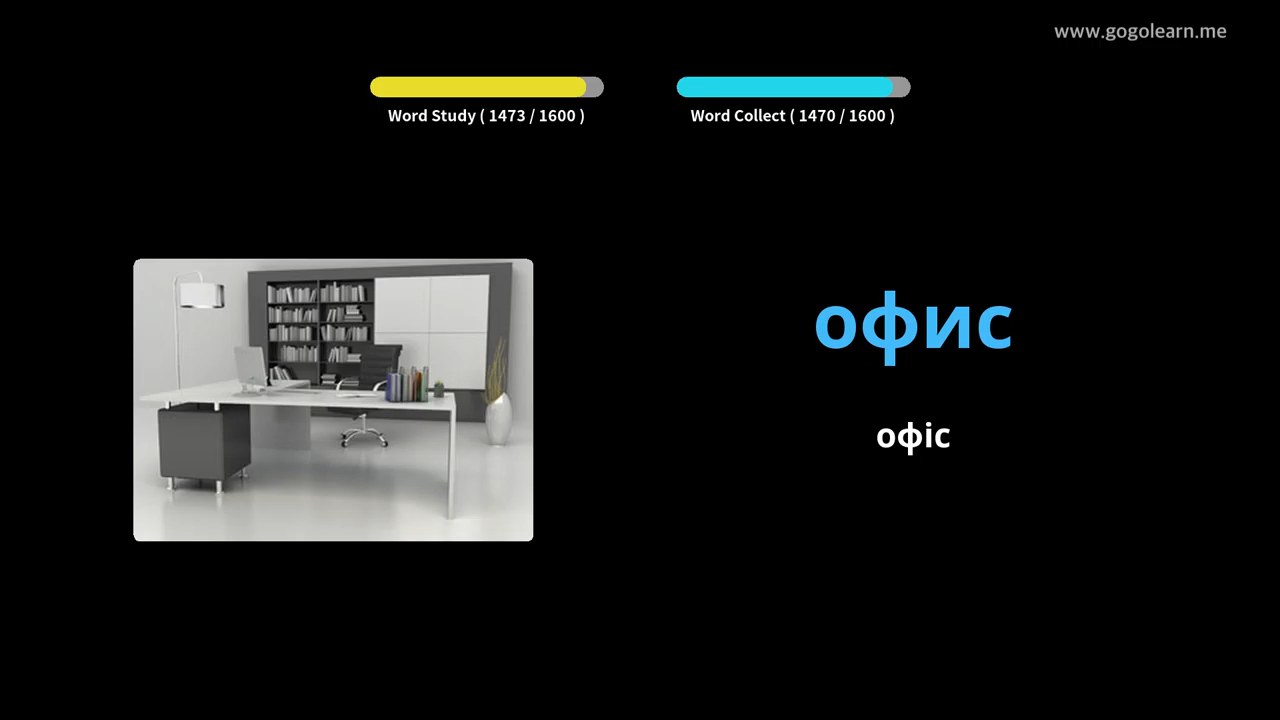 www.gogolearn.me
Word Study ( 1473 / 1600 )
Word Collect ( 1470 / 1600 )
офис
офіс